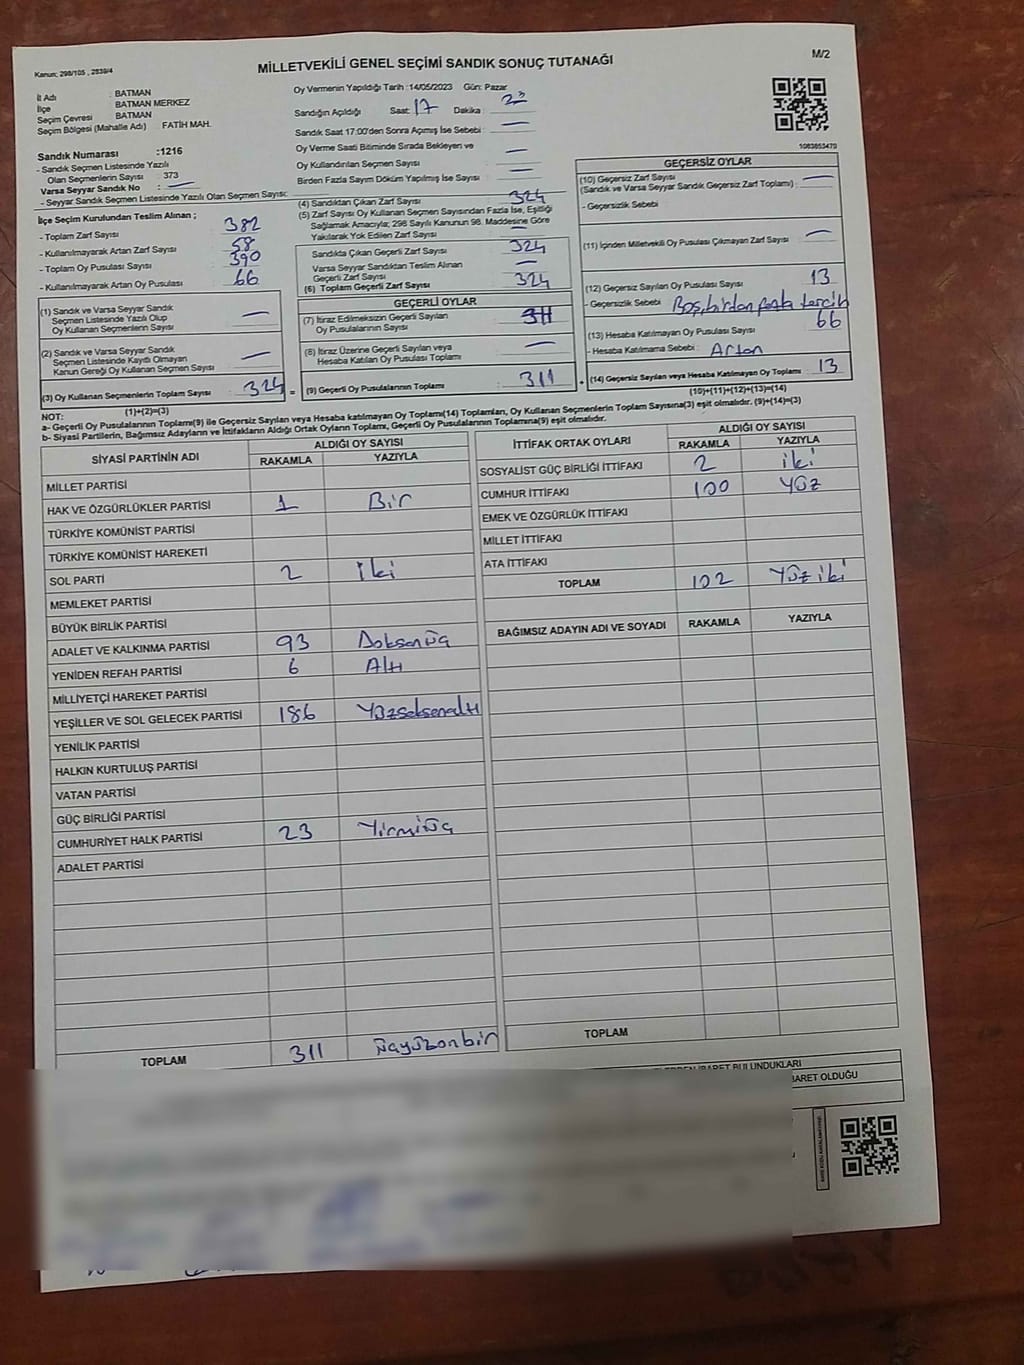 Kanun; 298/105 , 2839/4
MİLLETVEKİLİ GENEL SEÇİMİ SANDIK SONUÇ TUTANAĞI
M/2
İl Adı : BATMAN
İlçe BATMAN MERKEZ
Seçim Çevresi BATMAN
Seçim Bölgesi (Mahalle Adı) : FATİH MAH.
Sandık Numarası :1216
- Sandık Seçmen Listesinde Yazılı
Olan Seçmenlerin Sayısı : 373
Varsa Seyyar Sandık No : —
- Seyyar Sandık Seçmen Listesinde Yazılı Olan Seçmen Sayısı:
Oy Vermenin Yapıldığı Tarih :14/05/2023 Gün: Pazar
Sandığın Açıldığı Saat: 17 Dakika :
Sandık Saat 17:00'den Sonra Açımış İse Sebebi : —
Oy Verme Saati Bitiminde Sırada Bekleyen ve
Oy Kullandırılan Seçmen Sayısı : —
Birden Fazla Sayım Döküm Yapılmış İse Sayısı : —
1083853470
İlçe Seçim Kurulundan Teslim Alınan ;
- Toplam Zarf Sayısı : 382
- Kullanılmayarak Artan Zarf Sayısı : 58
- Toplam Oy Pusulası Sayısı : 390
- Kullanılmayarak Artan Oy Pusulası : 66
(4) Sandıktan Çıkan Zarf Sayısı : 324
(5) Zarf Sayısı Oy Kullanan Seçmen Sayısından Fazla İse, Eşitliği
Sağlamak Amacıyla; 298 Sayılı Kanunun 98. Maddesine Göre
Yakılarak Yok Edilen Zarf Sayısı —
Sandıkta Çıkan Geçerli Zarf Sayısı : 324
Varsa Seyyar Sandıktan Teslim Alınan
Geçerli Zarf Sayısı : —
(6) Toplam Geçerli Zarf Sayısı : 324
GEÇERSİZ OYLAR
(10) Geçersiz Zarf Sayısı —
(Sandık ve Varsa Seyyar Sandık Geçersiz Zarf Toplamı) :
- Geçersizlik Sebebi :
(11) İçinden Milletvekili Oy Pusulası Çıkmayan Zarf Sayısı : —
(12) Geçersiz Sayılan Oy Pusulası Sayısı : 13
- Geçersizlik Sebebi : Boş, birden fazla tercih
(13) Hesaba Katılmayan Oy Pusulası Sayısı : 66
- Hesaba Katılmama Sebebi : Artan
(14) Geçersiz Sayılan veya Hesaba Katılmayan Oy Toplamı : 13
(10)+(11)+(12)+(13)=(14)
(1) Sandık ve Varsa Seyyar Sandık
Seçmen Listesinde Yazılı Olup
Oy Kullanan Seçmenlerin Sayısı : —
(2) Sandık ve Varsa Seyyar Sandık
Seçmen Listesinde Kayıtlı Olmayan
Kanun Gereği Oy Kullanan Seçmen Sayısı : —
(3) Oy Kullanan Seçmenlerin Toplam Sayısı : 324
(1)+(2)=(3)
GEÇERLİ OYLAR
(7) İtiraz Edilmeksizin Geçerli Sayılan
Oy Pusulalarının Sayısı : 311
(8) İtiraz Üzerine Geçerli Sayılan veya
Hesaba Katılan Oy Pusulası Toplamı : —
(9) Geçerli Oy Pusulalarının Toplamı : 311
NOT:
a- Geçerli Oy Pusulalarının Toplamı(9) ile Geçersiz Sayılan veya Hesaba katılmayan Oy Toplamı(14) Toplamları, Oy Kullanan Seçmenlerin Toplam Sayısına(3) eşit olmalıdır. (9)+(14)=(3)
b- Siyasi Partilerin, Bağımsız Adayların ve İttifakların Aldığı Ortak Oyların Toplamı, Geçerli Oy Pusulalarının Toplamına(9) eşit olmalıdır.
SİYASİ PARTİNİN ADI ALDIĞI OY SAYISI
RAKAMLA YAZIYLA
MİLLET PARTİSİ
HAK VE ÖZGÜRLÜKLER PARTİSİ 1 Bir
TÜRKİYE KOMÜNİST PARTİSİ
TÜRKİYE KOMÜNİST HAREKETİ
SOL PARTİ 2 İki
MEMLEKET PARTİSİ
BÜYÜK BİRLİK PARTİSİ
ADALET VE KALKINMA PARTİSİ 93 Doksanüç
YENİDEN REFAH PARTİSİ 6 Altı
MİLLİYETÇİ HAREKET PARTİSİ
YEŞİLLER VE SOL GELECEK PARTİSİ 186 Yüzseksenaltı
YENİLİK PARTİSİ
HALKIN KURTULUŞ PARTİSİ
VATAN PARTİSİ
GÜÇ BİRLİĞİ PARTİSİ
CUMHURİYET HALK PARTİSİ 23 Yirmiüç
ADALET PARTİSİ
TOPLAM 311 Üçyüzonbir
İTTİFAK ORTAK OYLARI ALDIĞI OY SAYISI
RAKAMLA YAZIYLA
SOSYALİST GÜÇ BİRLİĞİ İTTİFAKI 2 iki
CUMHUR İTTİFAKI 100 Yüz
EMEK VE ÖZGÜRLÜK İTTİFAKI
MİLLET İTTİFAKI
ATA İTTİFAKI
TOPLAM 102 Yüz iki
BAĞIMSIZ ADAYIN ADI VE SOYADI RAKAMLA YAZIYLA
TOPLAM
BULUNDUKLARI
OLDUĞU